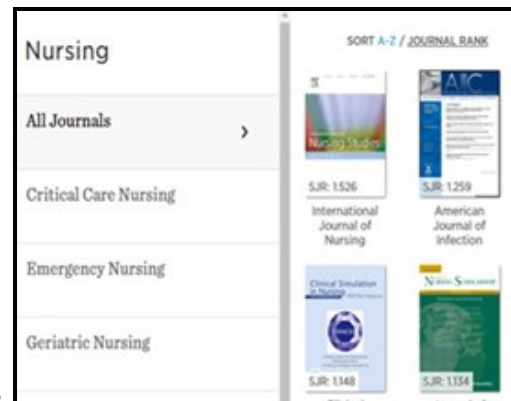 Nursing
All Journals
Critical Care Nursing
Emergency Nursing
Geriatric Nursing
SORT A-Z / JOURNAL RANK
Nursing Studies
SJR: 1.526
International
Journal of
Nursing
AJIC
SJR: 1.259
American
Journal of
Infection
Clinical Simulation
in Nursing
SJR: 1.148
NURSING SCHOLARSHIP
SJR: 1.134